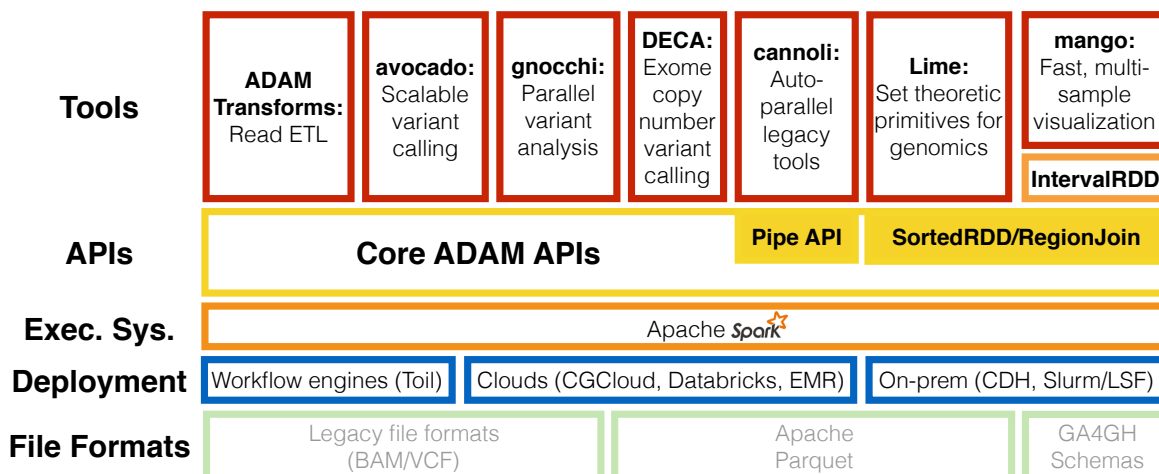 Tools
ADAM
Transforms:
Read ETL
avocado:
Scalable
variant
calling
gnocchi:
Parallel
variant
analysis
DECA:
Exome
copy
number
variant
calling
cannoli:
Auto-
parallel
legacy
tools
Lime:
Set theoretic
primitives for
genomics
mango:
Fast, multi-
sample
visualization
IntervalRDD
APIs
Core ADAM APIs
Pipe API
SortedRDD/RegionJoin
Exec. Sys.
Apache Spark
Deployment
Workflow engines (Toil)
Clouds (CGCloud, Databricks, EMR)
On-prem (CDH, Slurm/LSF)
File Formats
Legacy file formats
(BAM/VCF)
Apache
Parquet
GA4GH
Schemas